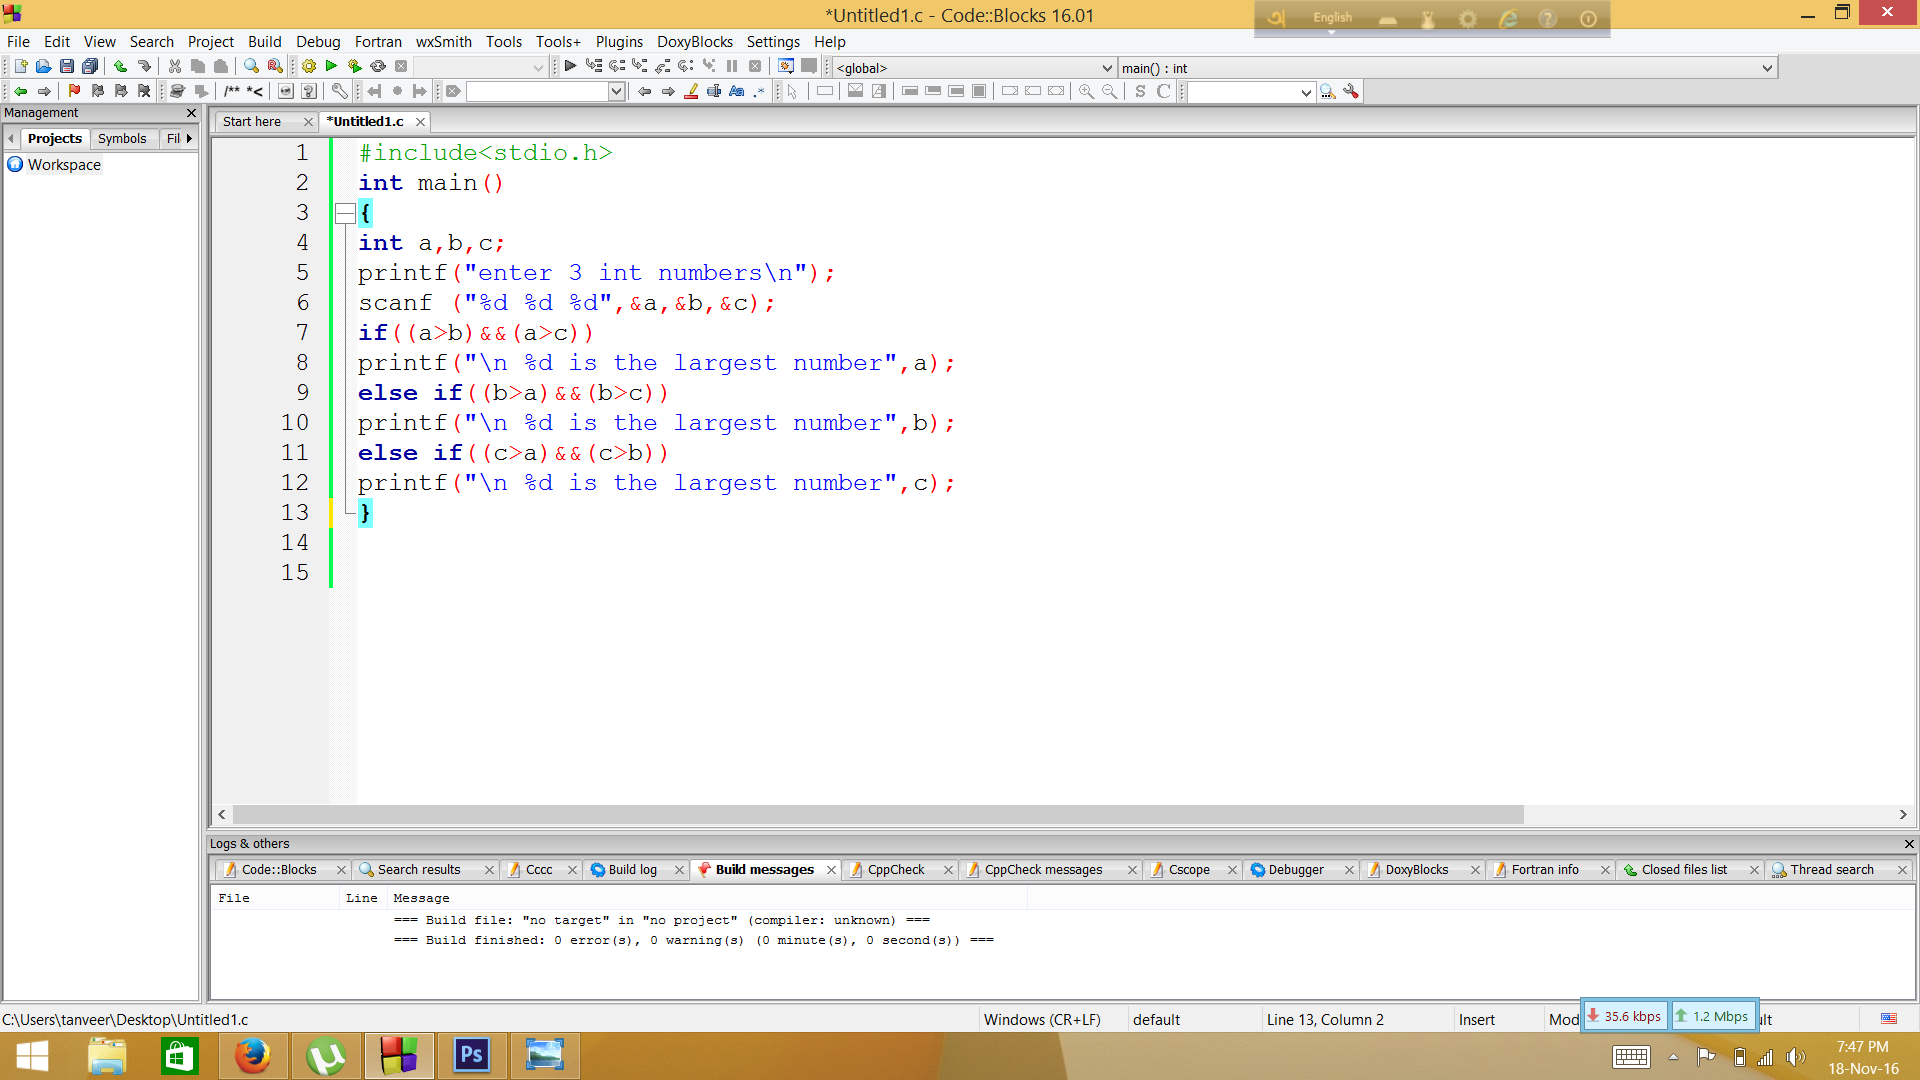 *Untitled1.c - Code::Blocks 16.01
English
File Edit View Search Project Build Debug Fortran wxSmith Tools Tools+ Plugins DoxyBlocks Settings Help
<global> main() : int
/** *<
Aa .* S C
Management
Start here *Untitled1.c
Projects Symbols Fil
Workspace
1 #include<stdio.h>
2 int main()
3 {
4 int a,b,c;
5 printf("enter 3 int numbers\n");
6 scanf ("%d %d %d",&a,&b,&c);
7 if((a>b)&&(a>c))
8 printf("\n %d is the largest number",a);
9 else if((b>a)&&(b>c))
10 printf("\n %d is the largest number",b);
11 else if((c>a)&&(c>b))
12 printf("\n %d is the largest number",c);
13 }
14
15
Logs & others
Code::Blocks Search results Cccc Build log Build messages CppCheck CppCheck messages Cscope Debugger DoxyBlocks Fortran info Closed files list Thread search
File Line Message
=== Build file: "no target" in "no project" (compiler: unknown) ===
=== Build finished: 0 error(s), 0 warning(s) (0 minute(s), 0 second(s)) ===
C:\Users\tanveer\Desktop\Untitled1.c Windows (CR+LF) default Line 13, Column 2 Insert Mod 35.6 kbps 1.2 Mbps ult
Ps
7:47 PM
18-Nov-16